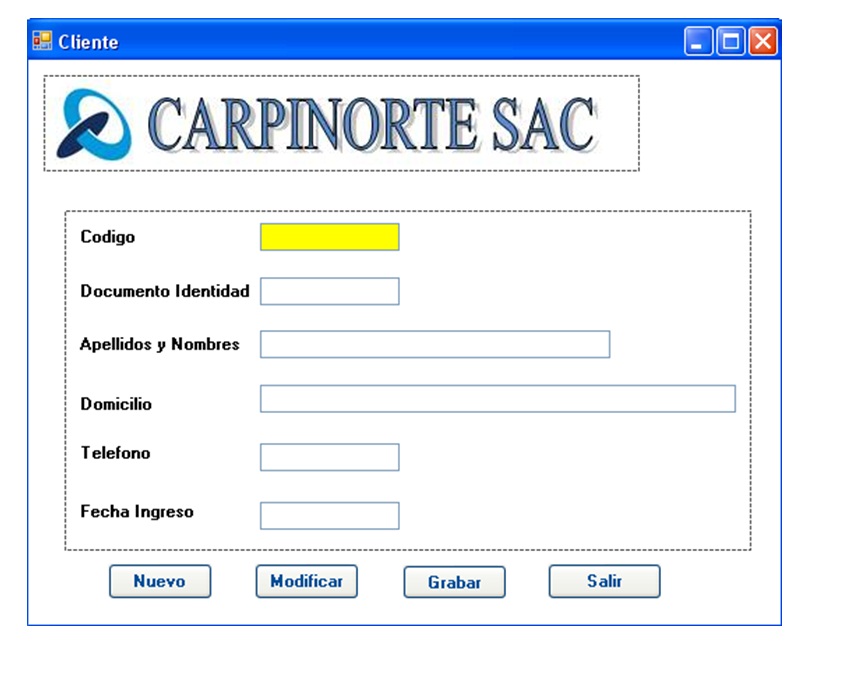 Cliente
CARPINORTE SAC
Codigo
Documento Identidad
Apellidos y Nombres
Domicilio
Telefono
Fecha Ingreso
Nuevo Modificar Grabar Salir